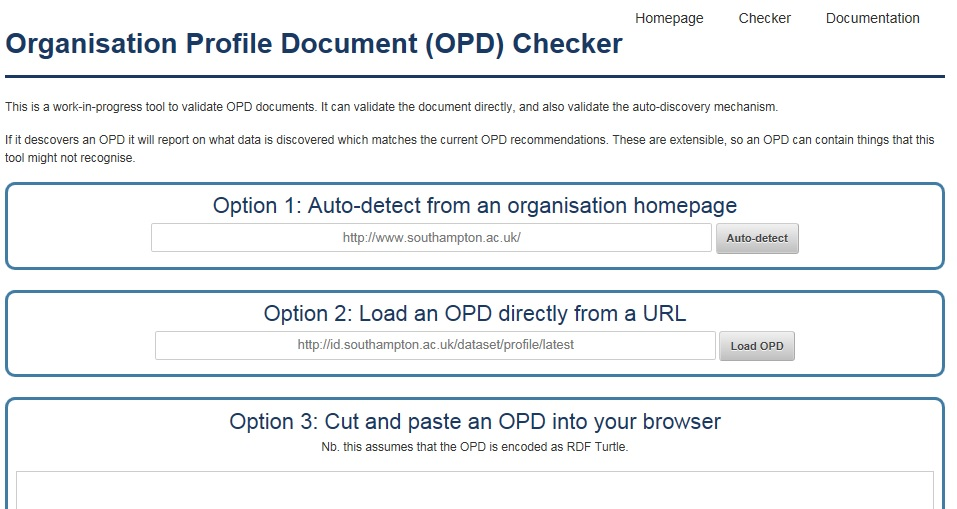 Homepage Checker Documentation
Organisation Profile Document (OPD) Checker
This is a work-in-progress tool to validate OPD documents. It can validate the document directly, and also validate the auto-discovery mechanism.
If it descovers an OPD it will report on what data is discovered which matches the current OPD recommendations. These are extensible, so an OPD can contain things that this
tool might not recognise.
Option 1: Auto-detect from an organisation homepage
http://www.southampton.ac.uk/ Auto-detect
Option 2: Load an OPD directly from a URL
http://id.southampton.ac.uk/dataset/profile/latest Load OPD
Option 3: Cut and paste an OPD into your browser
Nb. this assumes that the OPD is encoded as RDF Turtle.